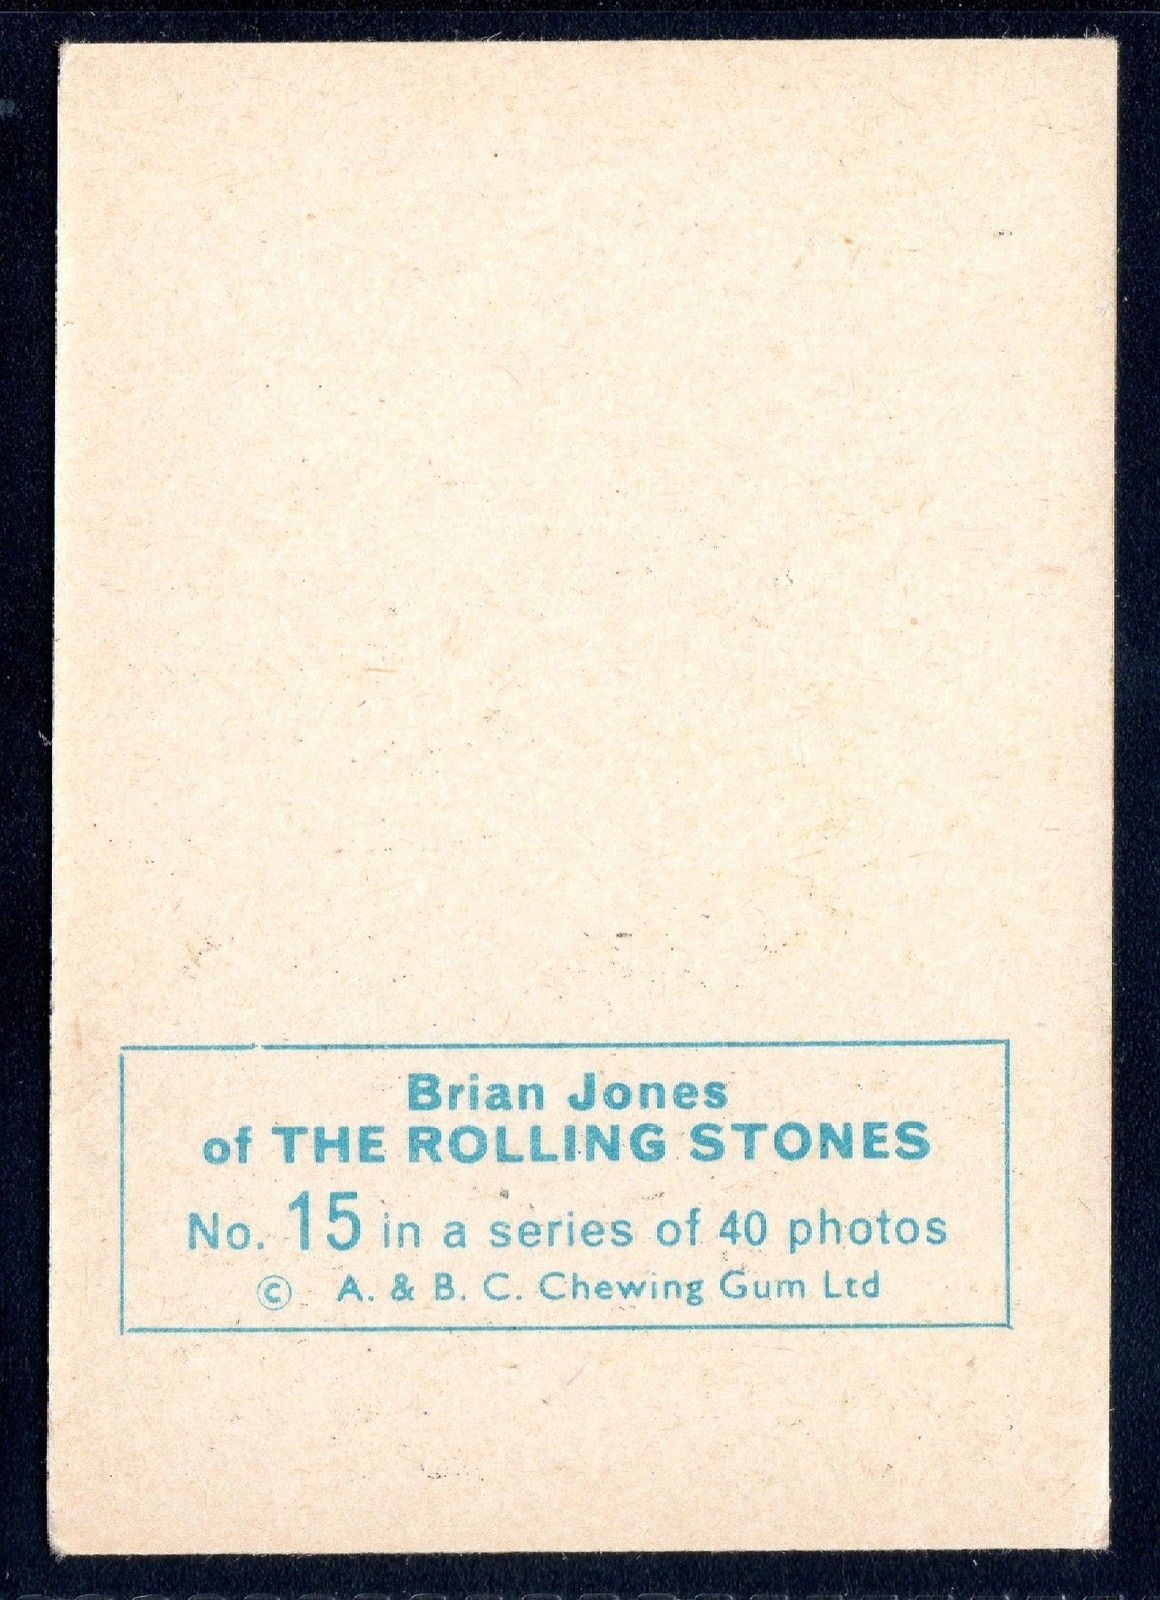 Brian Jones
of THE ROLLING STONES
No. 15 in a series of 40 photos
© A. & B. C. Chewing Gum Ltd